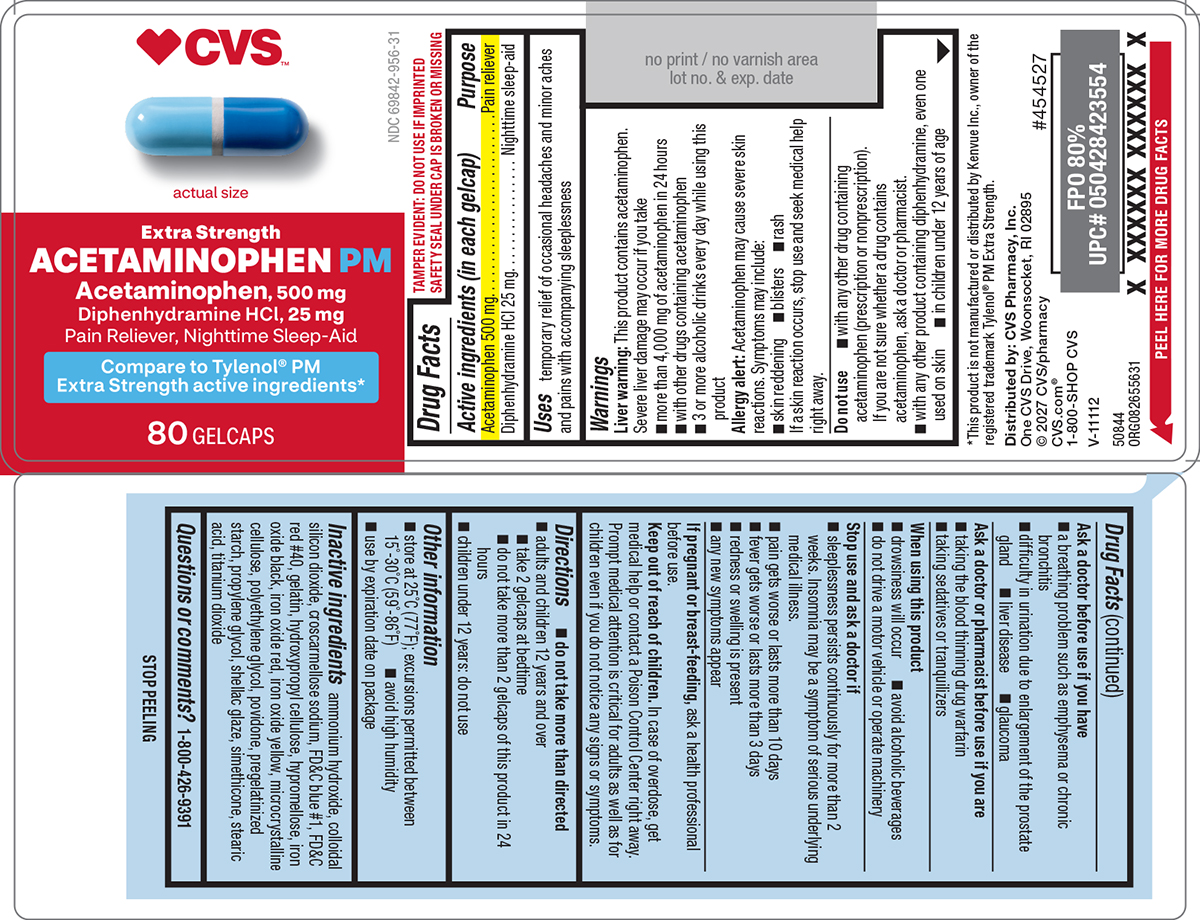 CVS™
actual size
Extra Strength
ACETAMINOPHEN PM
Acetaminophen, 500 mg
Diphenhydramine HCl, 25 mg
Pain Reliever, Nighttime Sleep-Aid
Compare to Tylenol® PM
Extra Strength active ingredients*
80 GELCAPS
NDC 69842-956-31
TAMPER EVIDENT: DO NOT USE IF IMPRINTED
SAFETY SEAL UNDER CAP IS BROKEN OR MISSING
Drug Facts
Active ingredients (in each gelcap) Purpose
Acetaminophen 500 mg..............................Pain reliever
Diphenhydramine HCl 25 mg..............Nighttime sleep-aid
Uses temporary relief of occasional headaches and minor aches
and pains with accompanying sleeplessness
Warnings
Liver warning: This product contains acetaminophen.
Severe liver damage may occur if you take
■ more than 4,000 mg of acetaminophen in 24 hours
■ with other drugs containing acetaminophen
■ 3 or more alcoholic drinks every day while using this
product
Allergy alert: Acetaminophen may cause severe skin
reactions. Symptoms may include:
■ skin reddening ■ blisters ■ rash
If a skin reaction occurs, stop use and seek medical help
right away.
Do not use ■ with any other drug containing
acetaminophen (prescription or nonprescription).
If you are not sure whether a drug contains
acetaminophen, ask a doctor or pharmacist.
■ with any other product containing diphenhydramine, even one
used on skin ■ in children under 12 years of age
no print / no varnish area
lot no. & exp. date
*This product is not manufactured or distributed by Kenvue Inc., owner of the
registered trademark Tylenol® PM Extra Strength.
Distributed by: CVS Pharmacy, Inc.
One CVS Drive, Woonsocket, RI 02895
© 2027 CVS/pharmacy
CVS.com®
1-800-SHOP CVS
V-11112
#454527
50844
ORG082655631
FPO 80%
UPC# 050428423554
X XXXXXXX XXXXXXX X
PEEL HERE FOR MORE DRUG FACTS
Drug Facts (continued)
Ask a doctor before use if you have
■ a breathing problem such as emphysema or chronic
bronchitis
■ difficulty in urination due to enlargement of the prostate
gland ■ liver disease ■ glaucoma
Ask a doctor or pharmacist before use if you are
■ taking the blood thinning drug warfarin
■ taking sedatives or tranquilizers
When using this product
■ drowsiness will occur ■ avoid alcoholic beverages
■ do not drive a motor vehicle or operate machinery
Stop use and ask a doctor if
■ sleeplessness persists continuously for more than 2
weeks. Insomnia may be a symptom of serious underlying
medical illness.
■ pain gets worse or lasts more than 10 days
■ fever gets worse or lasts more than 3 days
■ redness or swelling is present
■ any new symptoms appear
If pregnant or breast-feeding, ask a health professional
before use.
Keep out of reach of children. In case of overdose, get
medical help or contact a Poison Control Center right away.
Prompt medical attention is critical for adults as well as for
children even if you do not notice any signs or symptoms.
Directions ■ do not take more than directed
■ adults and children 12 years and over
■ take 2 gelcaps at bedtime
■ do not take more than 2 gelcaps of this product in 24
hours
■ children under 12 years: do not use
Other information
■ store at 25°C (77°F); excursions permitted between
15°-30°C (59°-86°F) ■ avoid high humidity
■ use by expiration date on package
Inactive ingredients ammonium hydroxide, colloidal
silicon dioxide, croscarmellose sodium, FD&C blue #1, FD&C
red #40, gelatin, hydroxypropyl cellulose, hypromellose, iron
oxide black, iron oxide red, iron oxide yellow, microcrystalline
cellulose, polyethylene glycol, povidone, pregelatinized
starch, propylene glycol, shellac glaze, simethicone, stearic
acid, titanium dioxide
Questions or comments? 1-800-426-9391
STOP PEELING